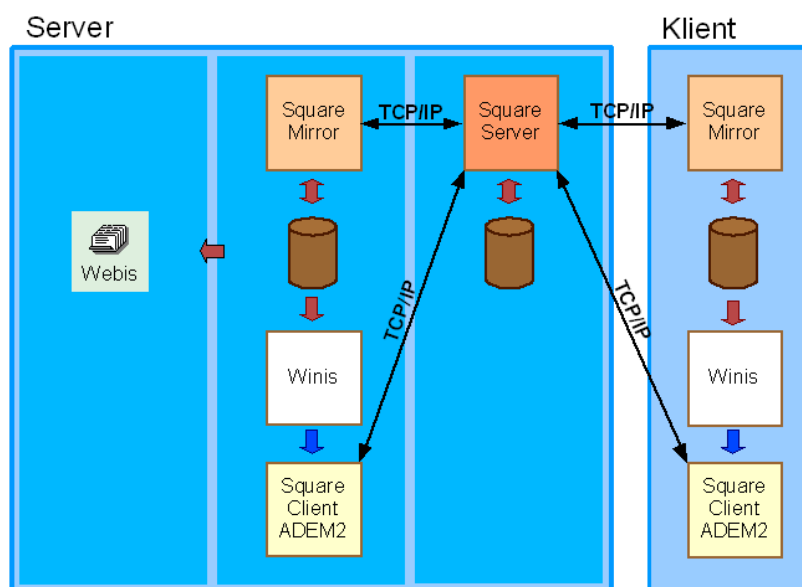 Server
Klient
Square
Mirror
TCP/IP
Square
Server
TCP/IP
Square
Mirror
Webis
TCP/IP
TCP/IP
Winis
Winis
Square
Client
ADEM2
Square
Client
ADEM2